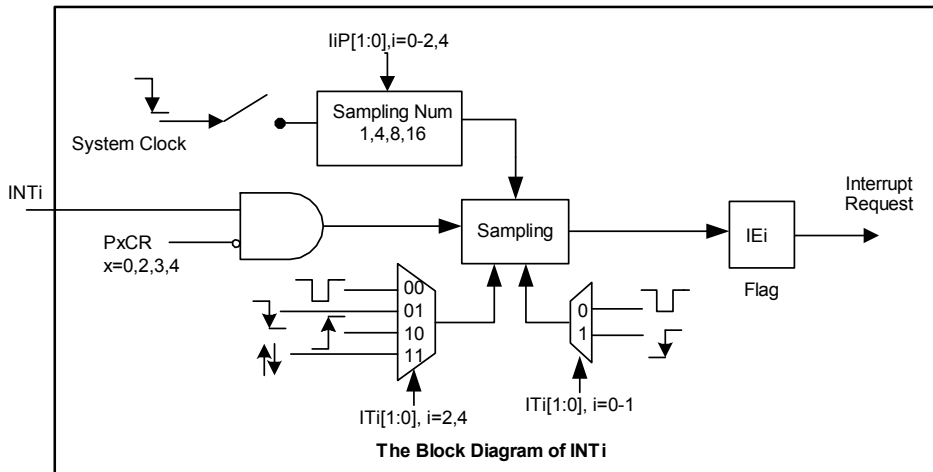 IiP[1:0],i=0-2,4
Sampling Num
1,4,8,16
System Clock
INTi
PxCR
x=0,2,3,4
Sampling
IEi
Flag
Interrupt
Request
00
01
10
11
0
1
ITi[1:0], i=2,4
ITi[1:0], i=0-1
The Block Diagram of INTi